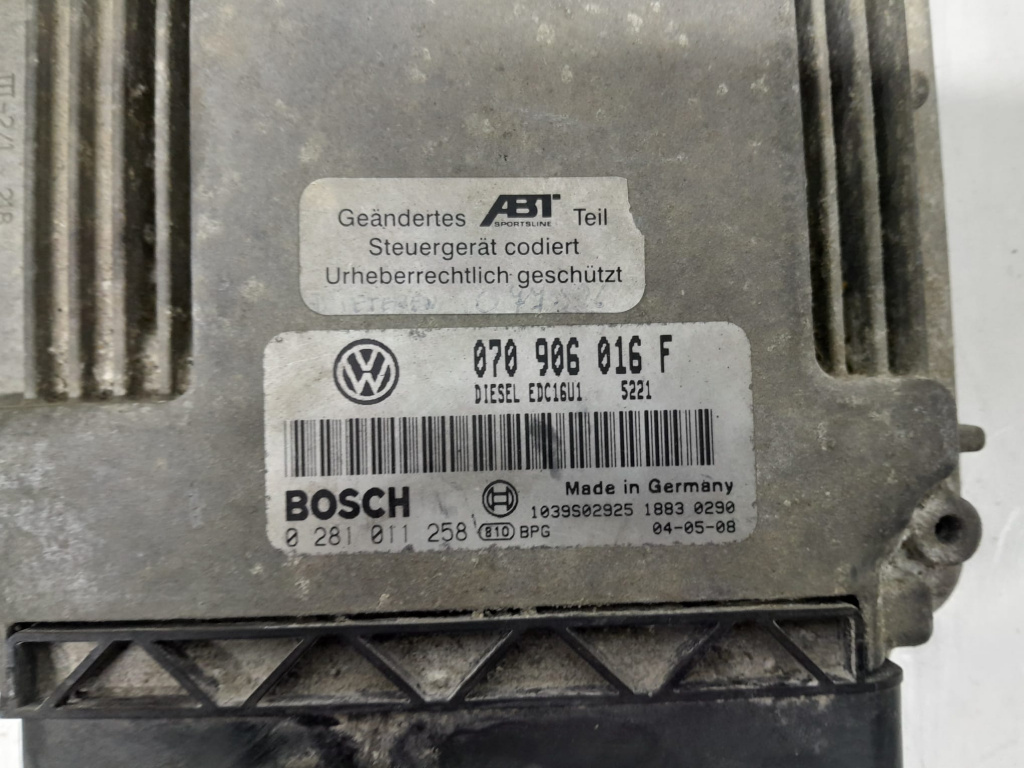 Geändertes ABT SPORTSLINE Teil
Steuergerät codiert
Urheberrechtlich geschützt
070 906 016 F
DIESEL EDC16U1 5221
BOSCH
Made in Germany
1039S02925 1883 0290
0 281 011 258 810 BPG 04-05-08